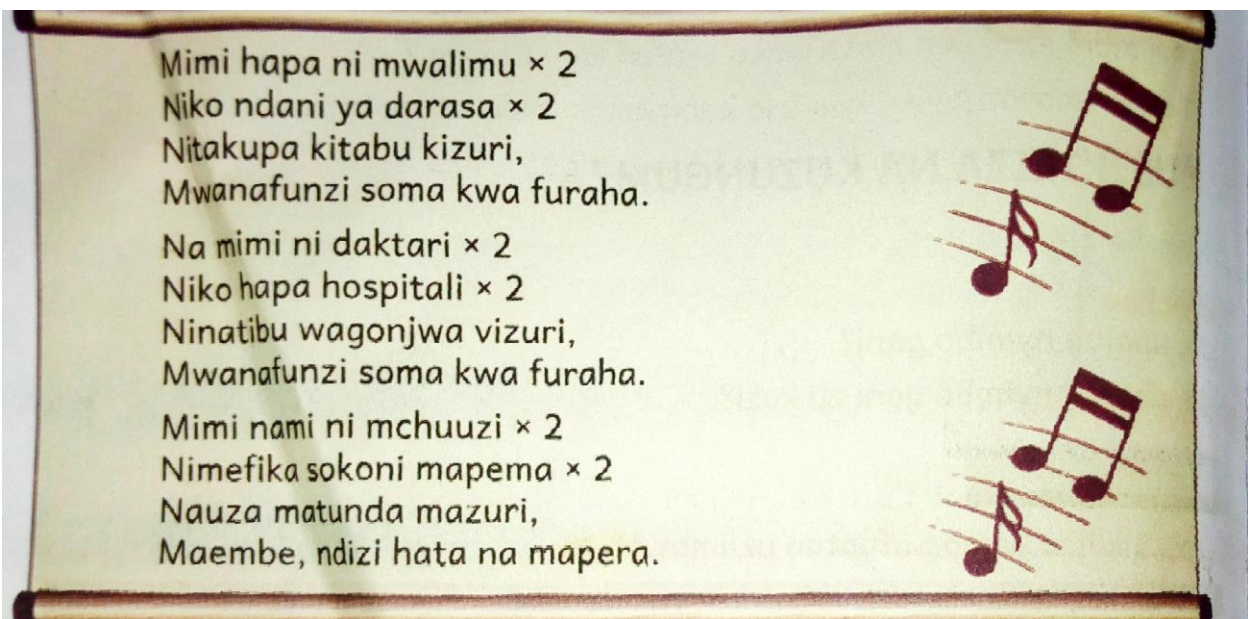 Mimi hapa ni mwalimu × 2
Niko ndani ya darasa × 2
Nitakupa kitabu kizuri,
Mwanafunzi soma kwa furaha.
Na mimi ni daktari × 2
Niko hapa hospitali × 2
Ninatibu wagonjwa vizuri,
Mwanafunzi soma kwa furaha.
Mimi nami ni mchuuzi × 2
Nimefika sokoni mapema × 2
Nauza matunda mazuri,
Maembe, ndizi hata na mapera.